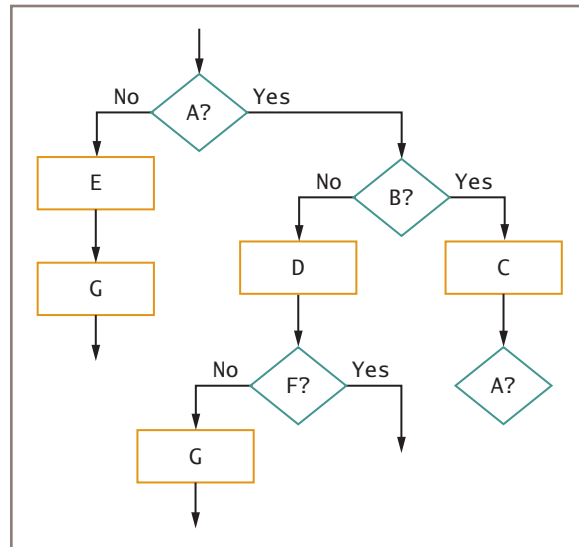 No A? Yes
E
No B? Yes
D C
G
No F? Yes A?
G